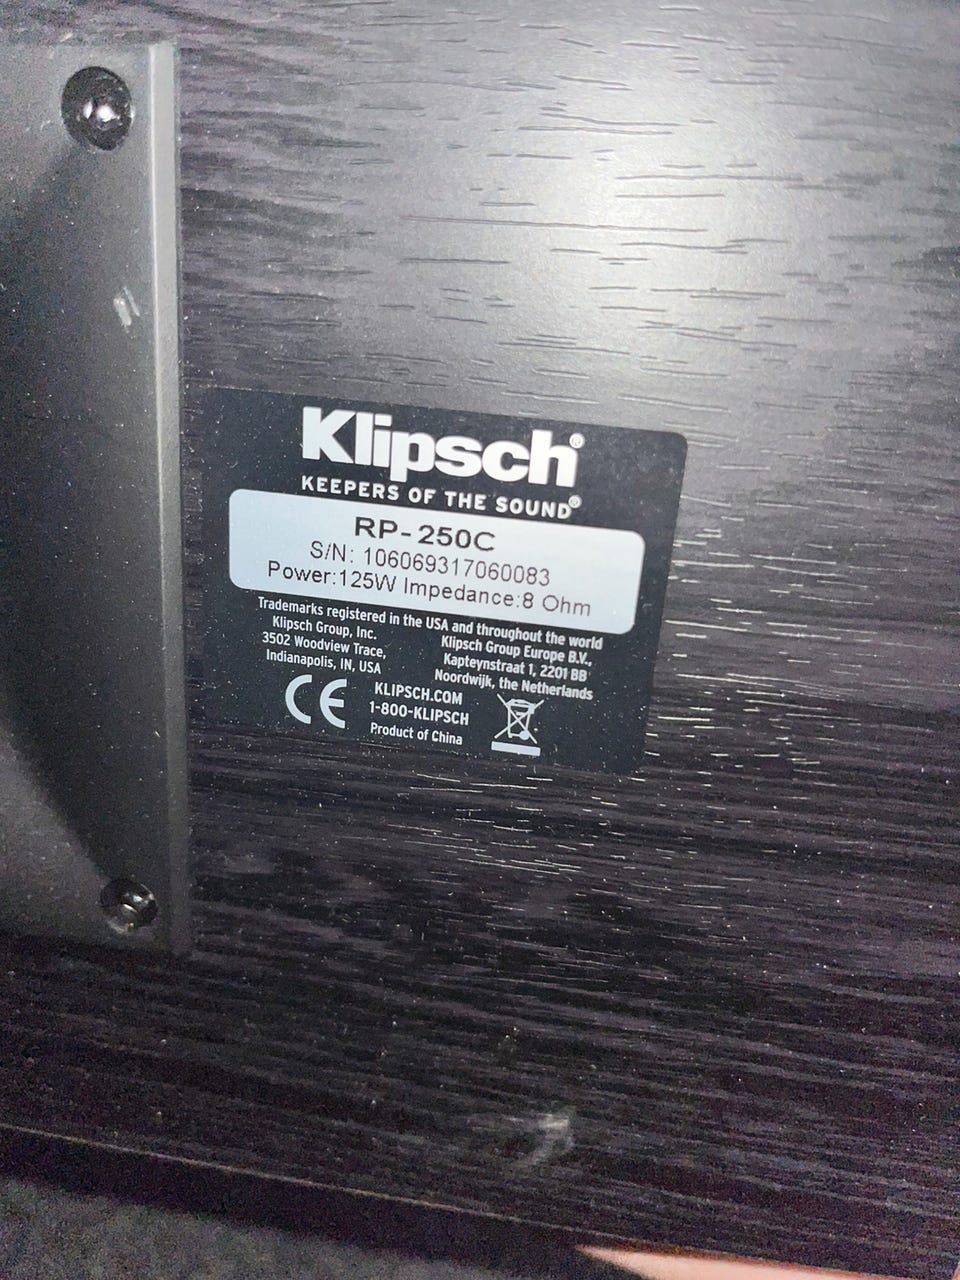 Klipsch®
KEEPERS OF THE SOUND®
RP-250C
S/N: 106069317060083
Power:125W Impedance:8 Ohm
Trademarks registered in the USA and throughout the world
Klipsch Group, Inc.
3502 Woodview Trace,
Indianapolis, IN, USA
Klipsch Group Europe B.V.,
Kapteynstraat 1, 2201 BB
Noordwijk, the Netherlands
CE
KLIPSCH.COM
1-800-KLIPSCH
Product of China